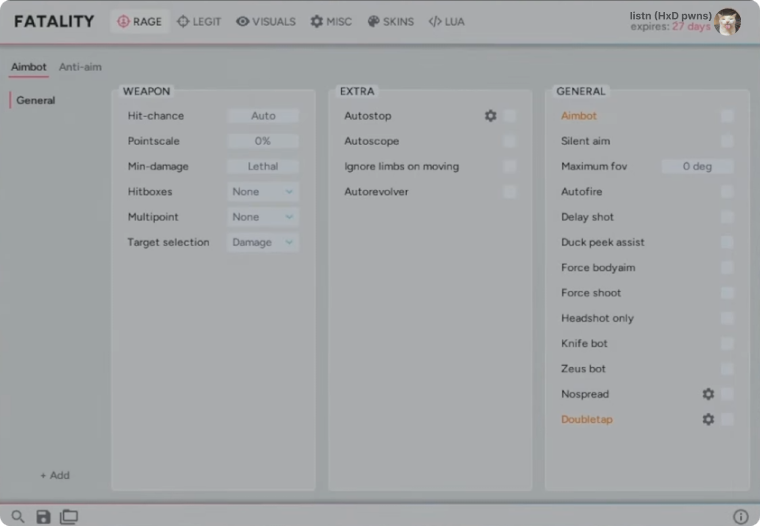 FATALITY
RAGE
LEGIT
VISUALS
MISC
SKINS
</> LUA
listn (HxD pwns)
expires: 27 days
Aimbot
Anti-aim
General
+ Add
WEAPON
Hit-chance Auto
Pointscale 0%
Min-damage Lethal
Hitboxes None
Multipoint None
Target selection Damage
EXTRA
Autostop
Autoscope
Ignore limbs on moving
Autorevolver
GENERAL
Aimbot
Silent aim
Maximum fov 0 deg
Autofire
Delay shot
Duck peek assist
Force bodyaim
Force shoot
Headshot only
Knife bot
Zeus bot
Nospread
Doubletap